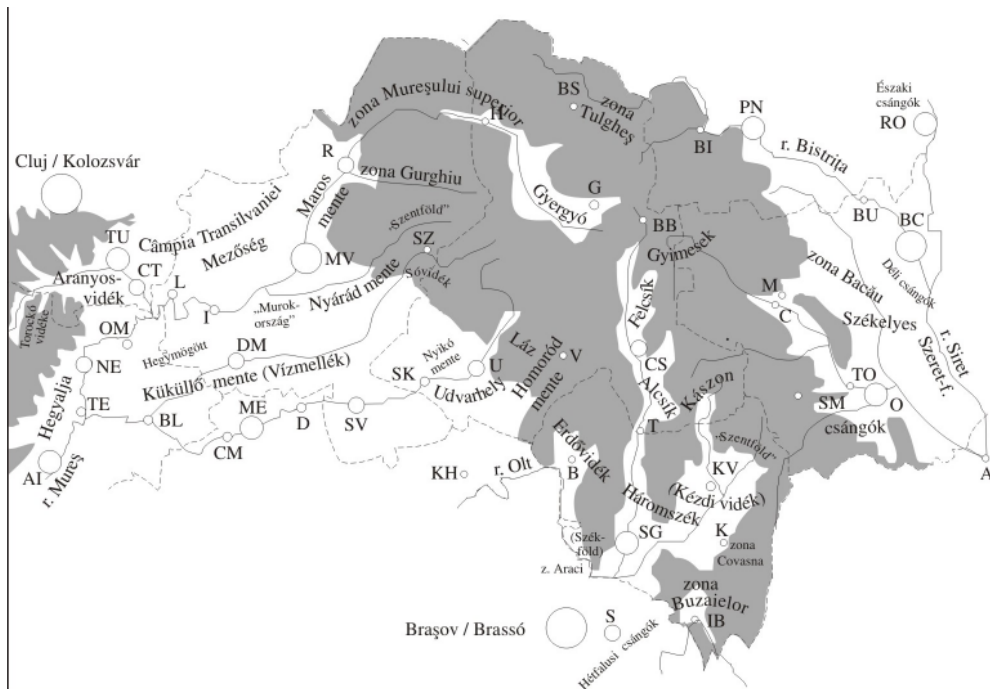 Északi
csángók
RO
BS
zona
Tulgheş
PN
BI
r. Bistriţa
zona Mureşului superior
H
Cluj / Kolozsvár
R
zona Gurghiu
Maros
mente
Gyergyó
G
BU
BC
Déli
csángók
TU
Câmpia Transilvaniei
Mezőség
"Szentföld"
SZ
Sóvidék
BB
Gyimesek
zona Bacău
CT
Aranyos-
vidék
L
MV
Nyárád mente
"Murok-
ország"
I
M
C
Székelyes
Torockó
vidéke
OM
Hegymögött
DM
Felcsík
NE
Küküllő mente (Vízmellék)
Nyikó
mente
U
Láz
V
Homoród
mente
CS
r. Siret
Szeret-f.
Hegyalja
TE
BL
ME
D
SV
SK
Udvarhely
Alcsík
Kászon
TO
SM
O
csángók
CM
T
"Szentföld"
AI
r. Mureş
KH
r. Olt
Erdővidék
B
KV
(Kézdi vidék)
A
Háromszék
(Szék-
föld)
SG
K
zona
Covasna
z. Araci
zona
Buzaielor
IB
Braşov / Brassó
S
Hétfalusi csángók